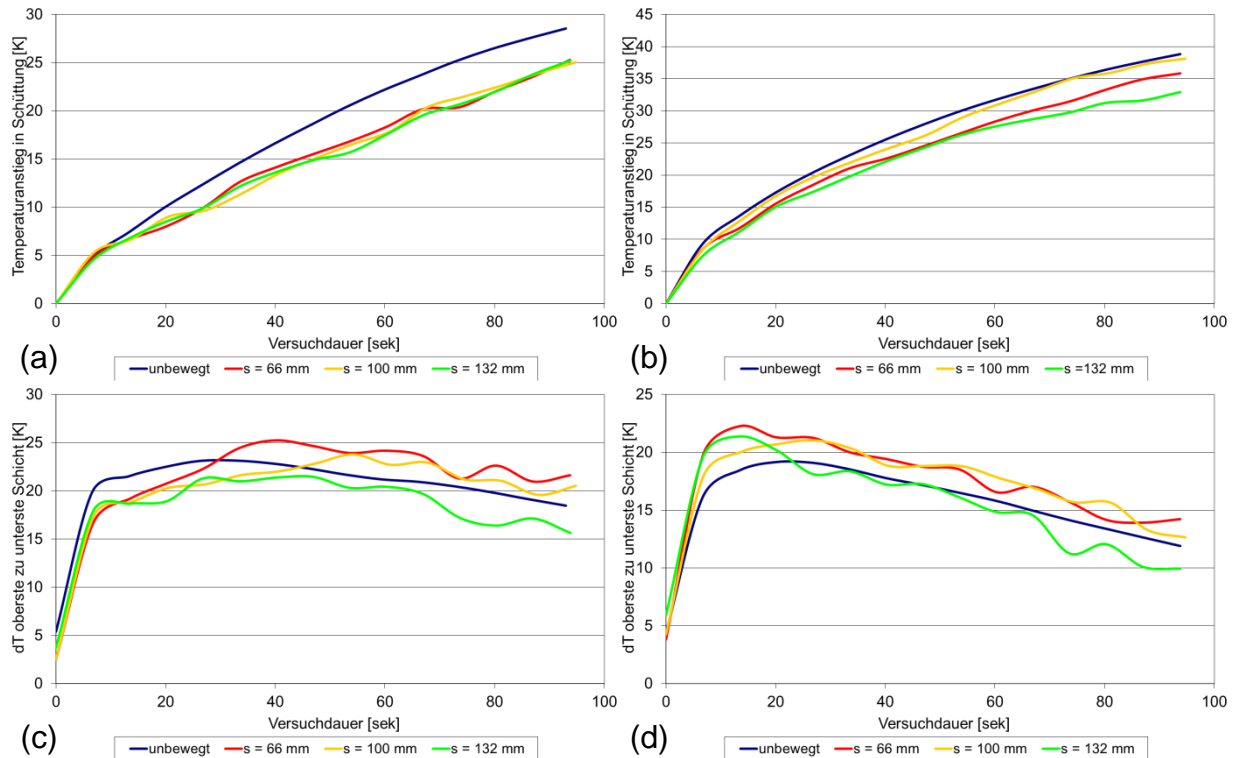 Temperaturanstieg in Schüttung [K]
30
25
20
15
10
5
0
0 20 40 60 80 100
Versuchdauer [sek]
(a)
unbewegt s = 66 mm s = 100 mm s = 132 mm
Temperaturanstieg in Schüttung [K]
45
40
35
30
25
20
15
10
5
0
0 20 40 60 80 100
Versuchdauer [sek]
(b)
unbewegt s = 66 mm s = 100 mm s =132 mm
dT oberste zu unterste Schicht [K]
30
25
20
15
10
5
0
0 20 40 60 80 100
Versuchdauer [sek]
(c)
unbewegt s = 66 mm s = 100 mm s = 132 mm
dT oberste zu unterste Schicht [K]
25
20
15
10
5
0
0 20 40 60 80 100
Versuchdauer [sek]
(d)
unbewegt s = 66 mm s = 100 mm s = 132 mm